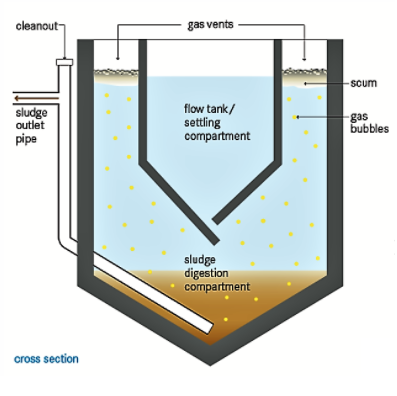 cleanout
gas vents
scum
gas
bubbles
sludge
outlet
pipe
flow tank/
settling
compartment
sludge
digestion
compartment
cross section